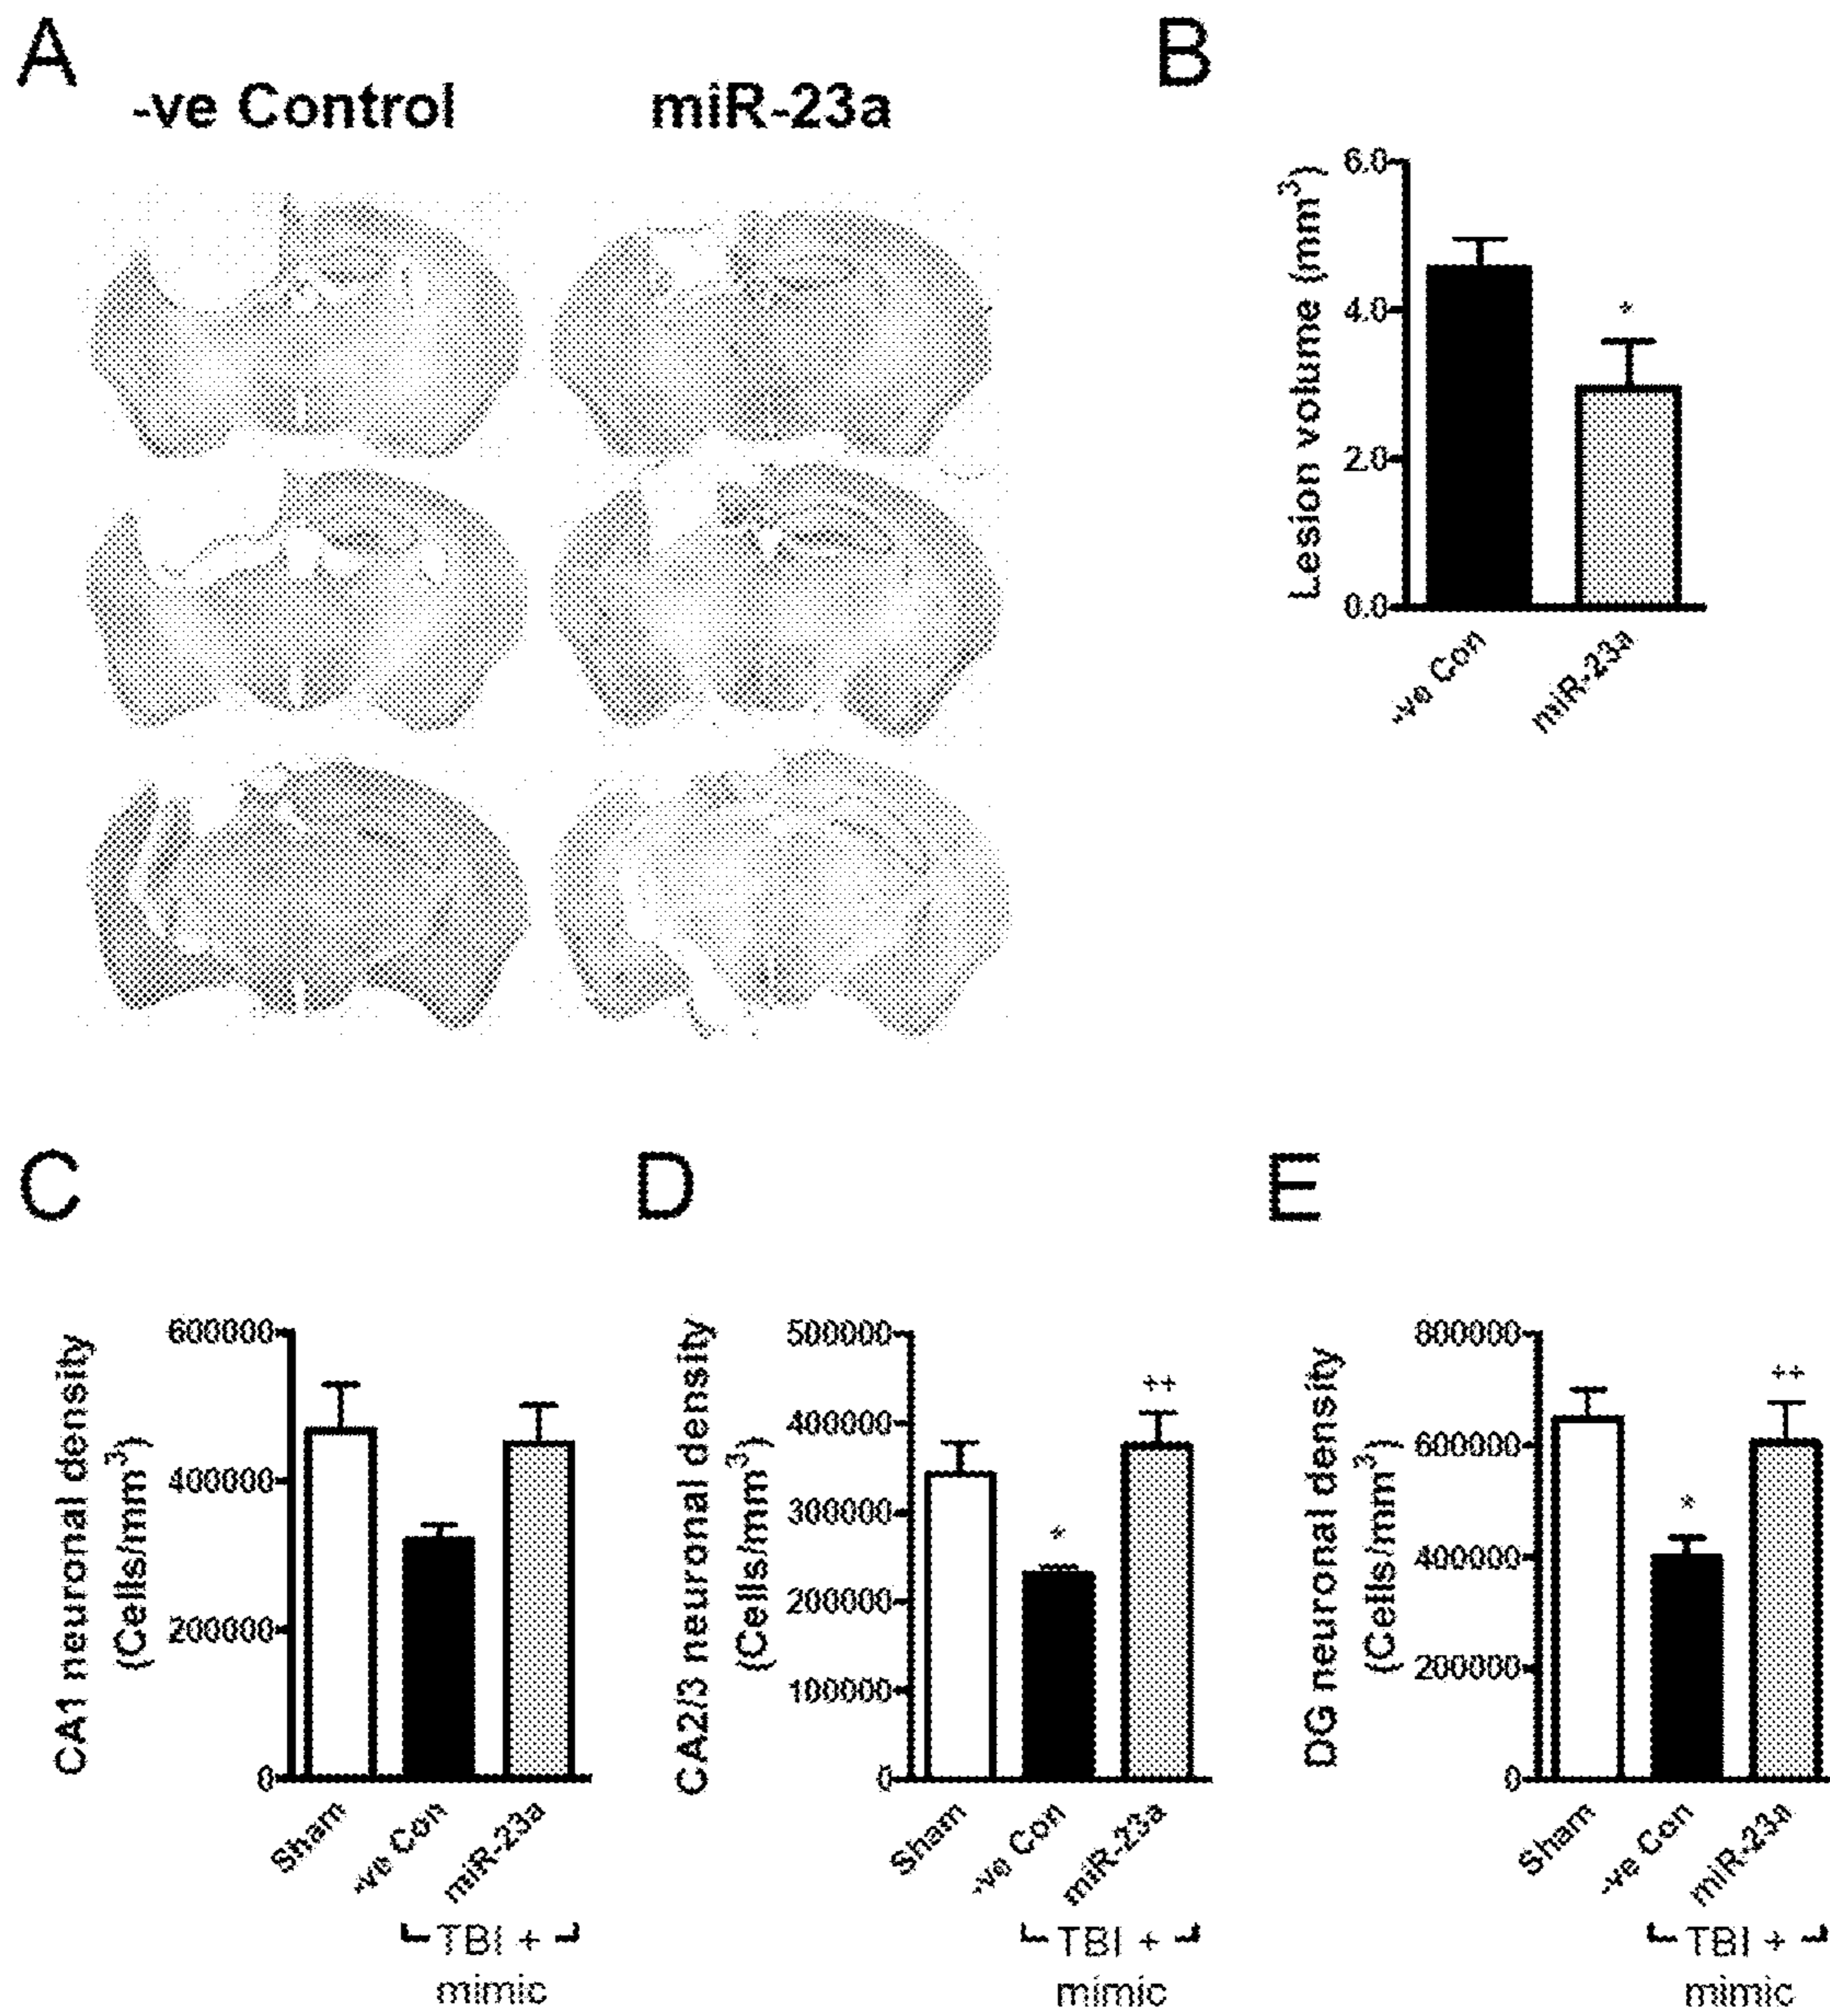 A
-ve Control
miR-23a
B
Lesion volume (mm³)
6.0
4.0
2.0
0.0
*
-ve Con
miR-23a
C
CA1 neuronal density
(Cells/mm³)
600000
400000
200000
0
Sham
-ve Con
miR-23a
TBI +
mimic
D
CA2/3 neuronal density
(Cells/mm³)
500000
400000
300000
200000
100000
0
*
++
Sham
-ve Con
miR-23a
TBI +
mimic
E
DG neuronal density
(Cells/mm³)
800000
600000
400000
200000
0
*
++
Sham
-ve Con
miR-23a
TBI +
mimic